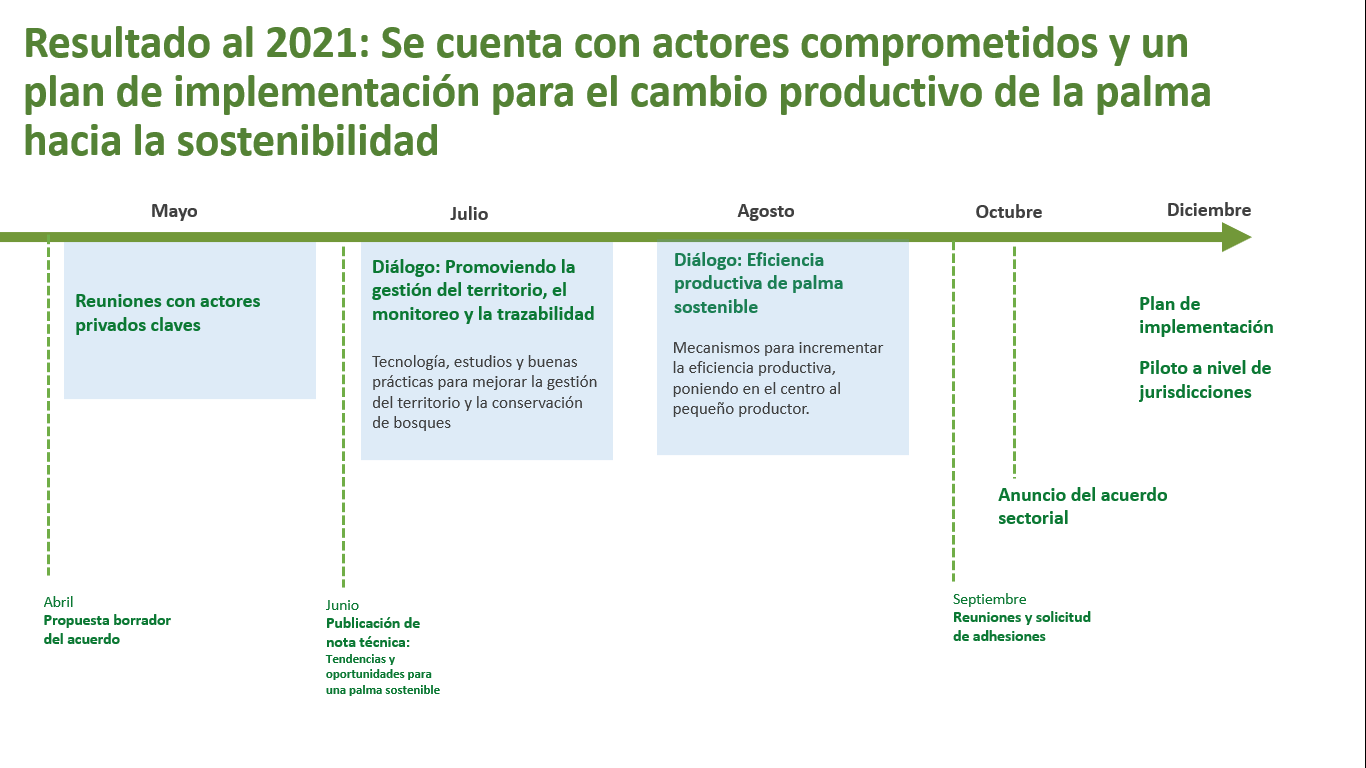 Resultado al 2021: Se cuenta con actores comprometidos y un
plan de implementación para el cambio productivo de la palma
hacia la sostenibilidad
Mayo
Julio
Agosto
Octubre
Diciembre
Reuniones con actores
privados claves
Diálogo: Promoviendo la
gestión del territorio, el
monitoreo y la trazabilidad
Tecnología, estudios y buenas
prácticas para mejorar la gestión
del territorio y la conservación
de bosques
Diálogo: Eficiencia
productiva de palma
sostenible
Mecanismos para incrementar
la eficiencia productiva,
poniendo en el centro al
pequeño productor.
Plan de
implementación
Piloto a nivel de
jurisdicciones
Anuncio del acuerdo
sectorial
Abril
Propuesta borrador
del acuerdo
Junio
Publicación de
nota técnica:
Tendencias y
oportunidades para
una palma sostenible
Septiembre
Reuniones y solicitud
de adhesiones